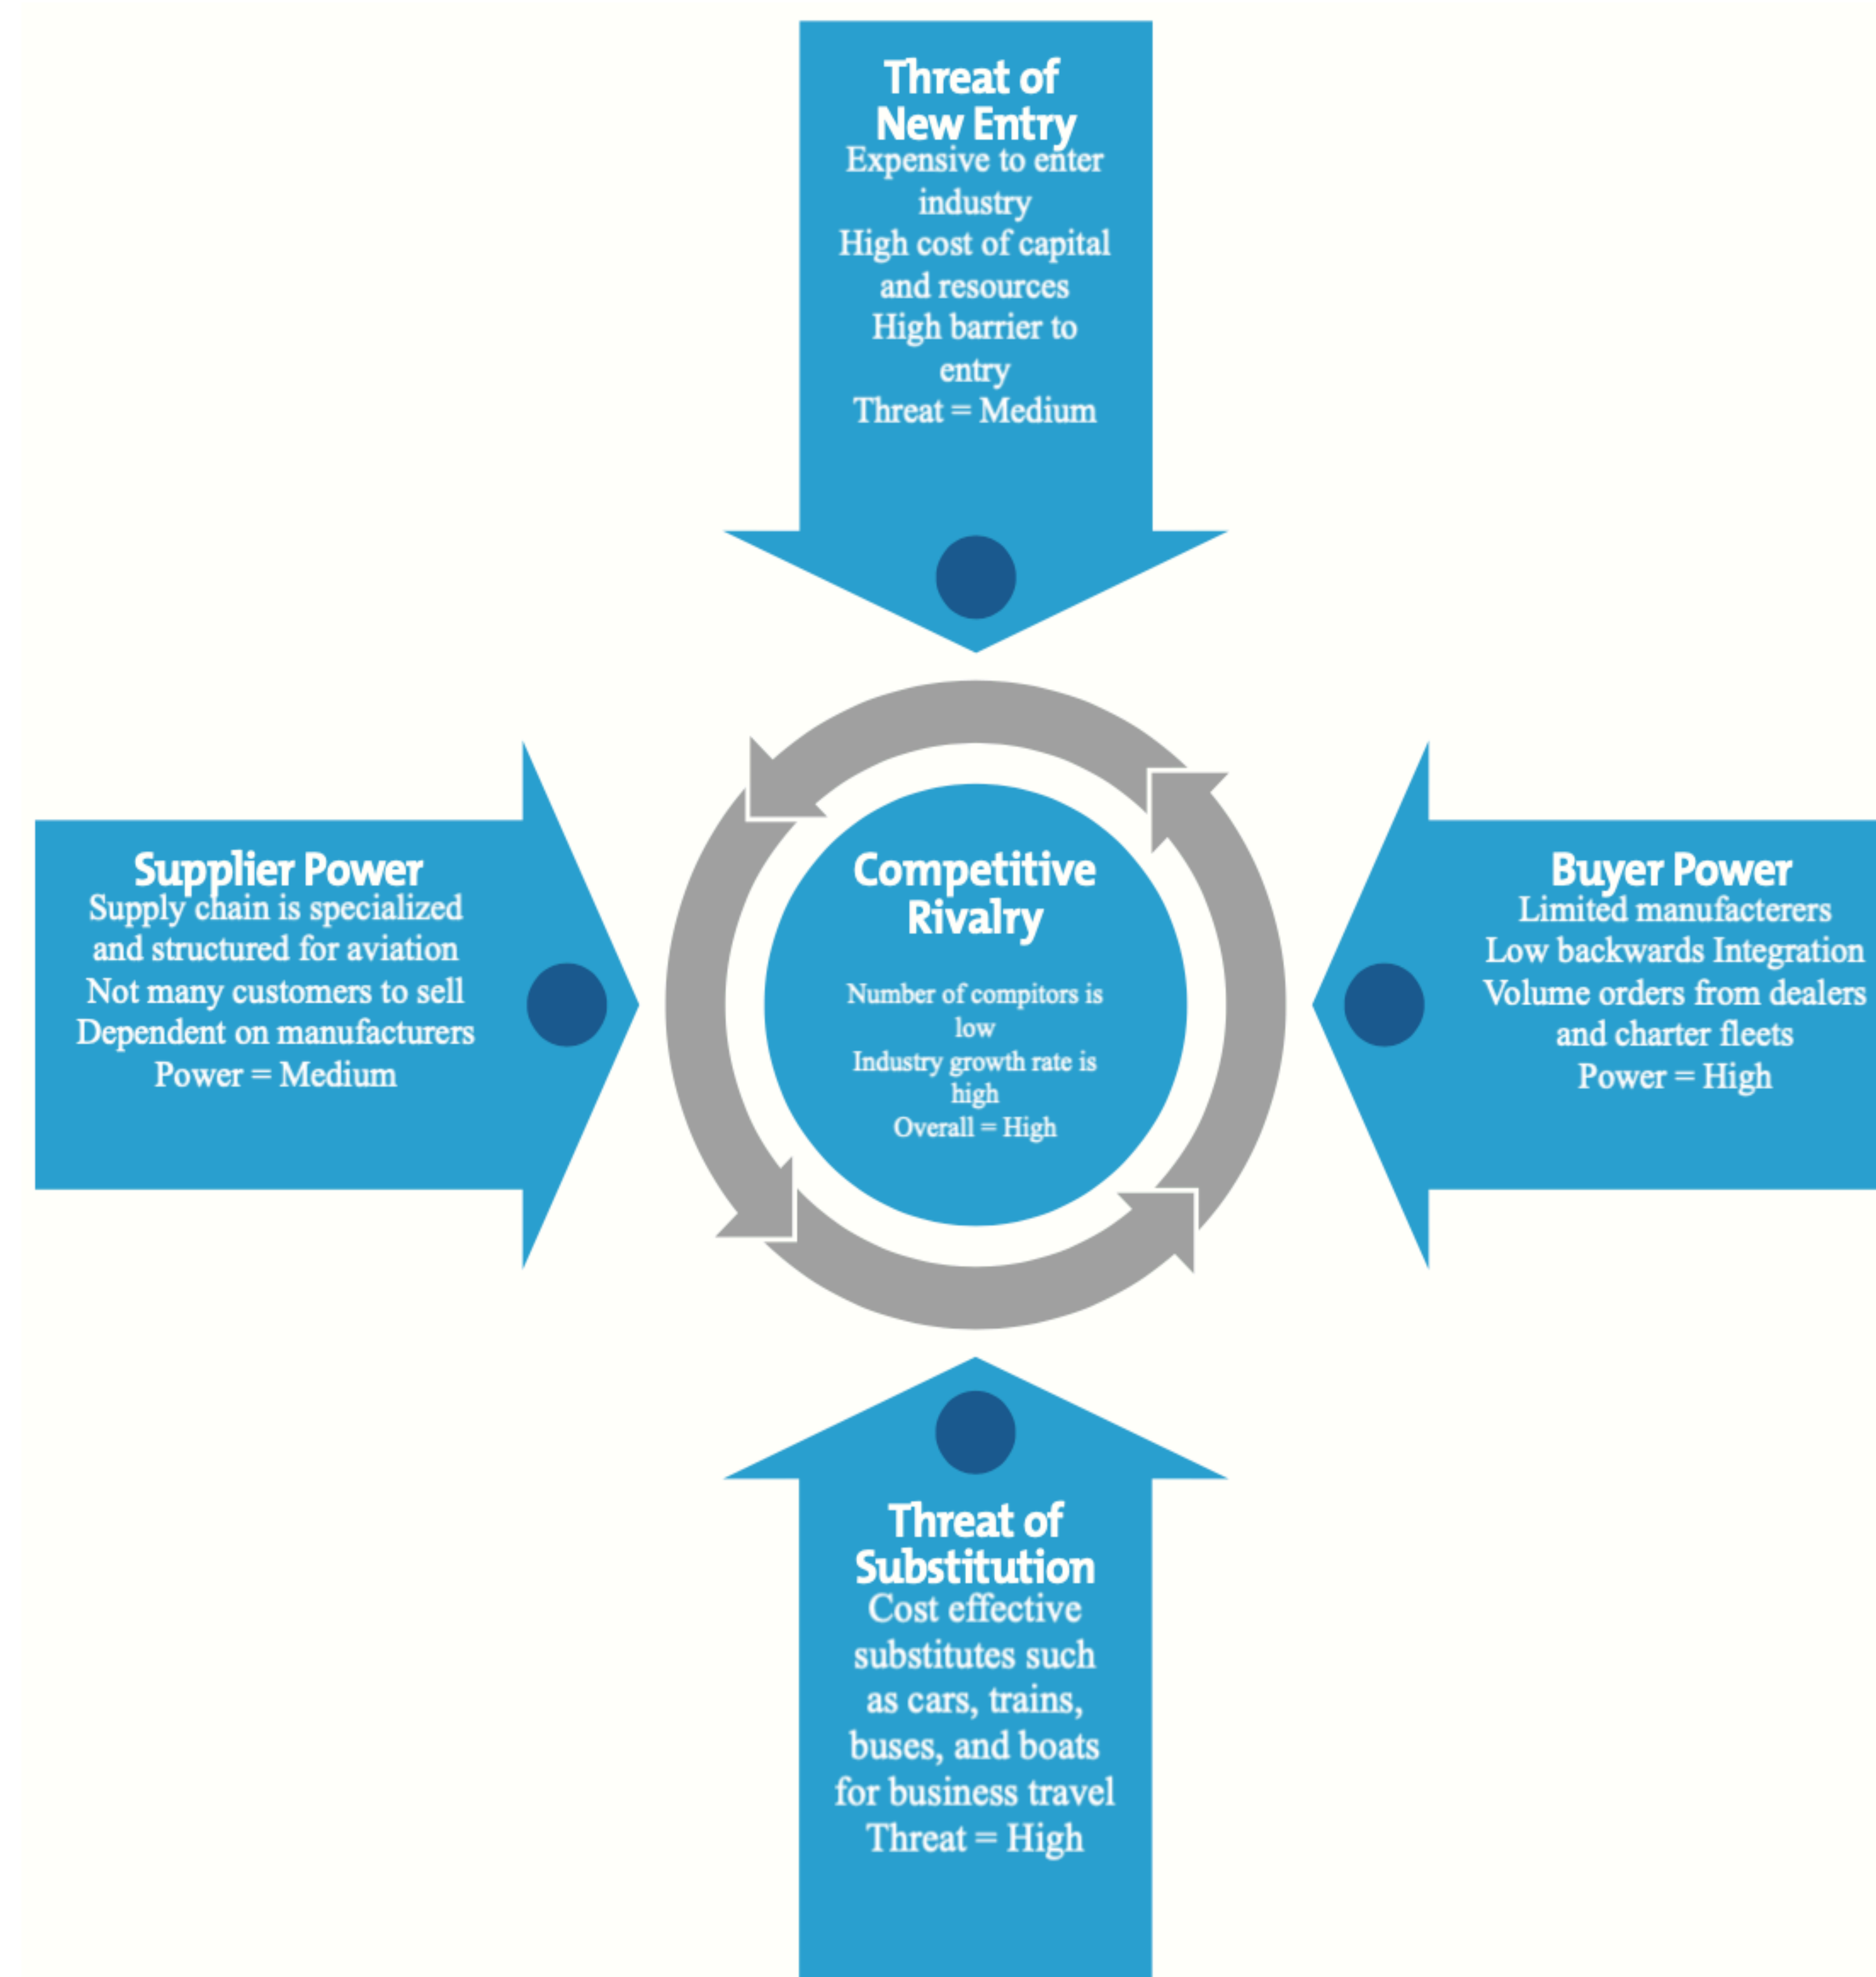 Threat of
New Entry
Expensive to enter
industry
High cost of capital
and resources
High barrier to
entry
Threat = Medium
Supplier Power
Supply chain is specialized
and structured for aviation
Not many customers to sell
Dependent on manufacturers
Power = Medium
Competitive
Rivalry
Number of compitors is
low
Industry growth rate is
high
Overall = High
Buyer Power
Limited manufacterers
Low backwards Integration
Volume orders from dealers
and charter fleets
Power = High
Threat of
Substitution
Cost effective
substitutes such
as cars, trains,
buses, and boats
for business travel
Threat = High